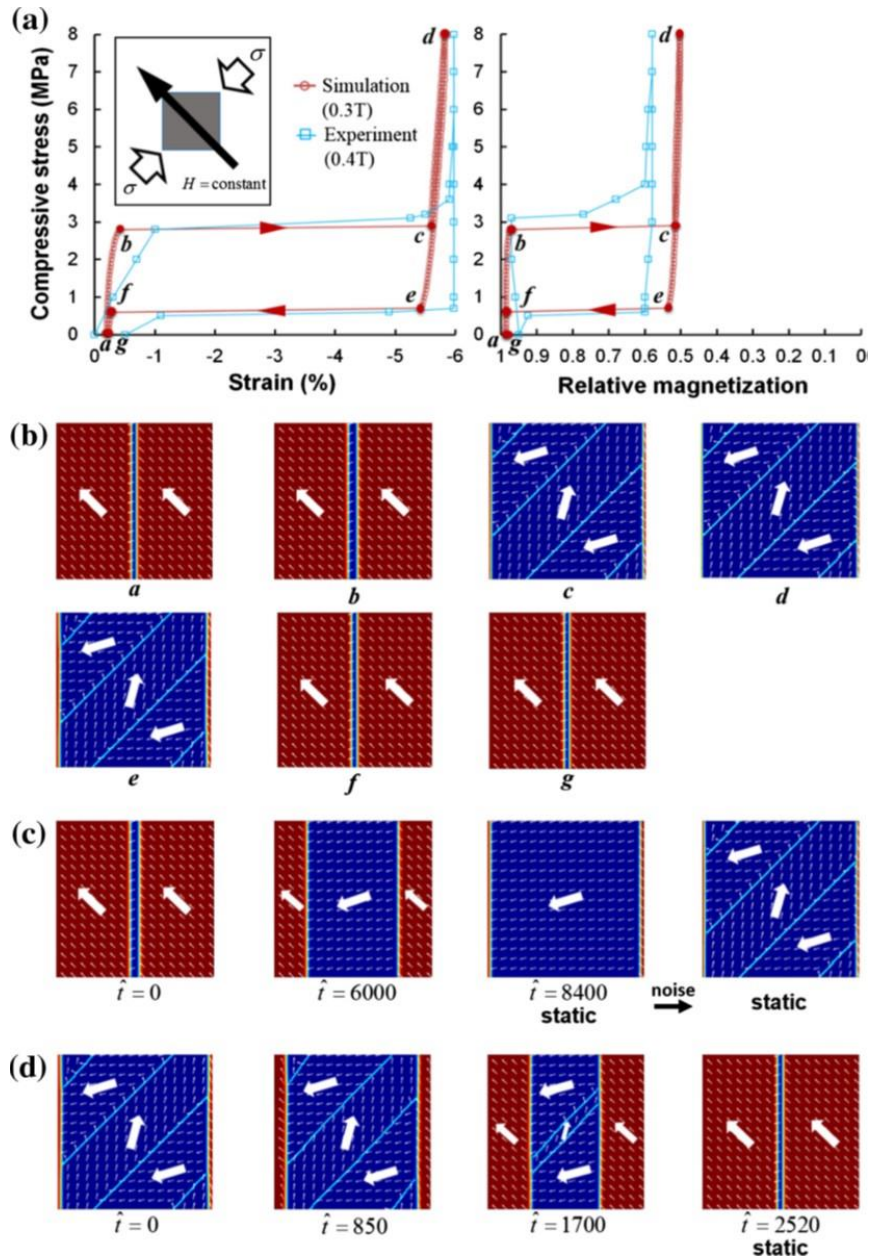 (a)
Compressive stress (MPa)
8
7
6
5
4
3
2
1
0
σ
σ
H = constant
Simulation
(0.3T)
Experiment
(0.4T)
d
b
c
f
e
a
g
0 -1 -2 -3 -4 -5 -6
Strain (%)
d
b
c
f
e
a
g
1 0.9 0.8 0.7 0.6 0.5 0.4 0.3 0.2 0.1 0
Relative magnetization
(b)
a b c d
e f g
(c)
t̂ = 0 t̂ = 6000 t̂ = 8400 noise
static static
(d)
t̂ = 0 t̂ = 850 t̂ = 1700 t̂ = 2520
static